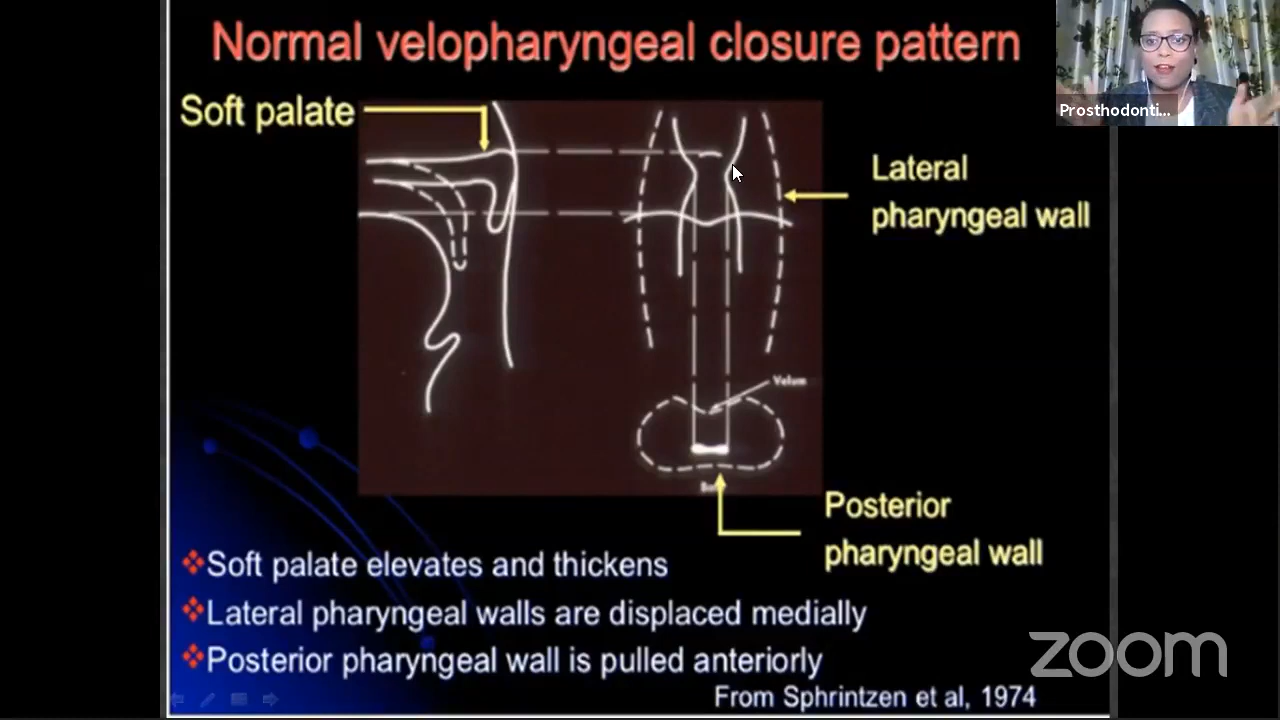 Normal velopharyngeal closure pattern
Prosthodonti...
Soft palate
Lateral
pharyngeal wall
Velum
Posterior
pharyngeal wall
❖Soft palate elevates and thickens
❖Lateral pharyngeal walls are displaced medially
❖Posterior pharyngeal wall is pulled anteriorly
From Sphrintzen et al, 1974
zoom